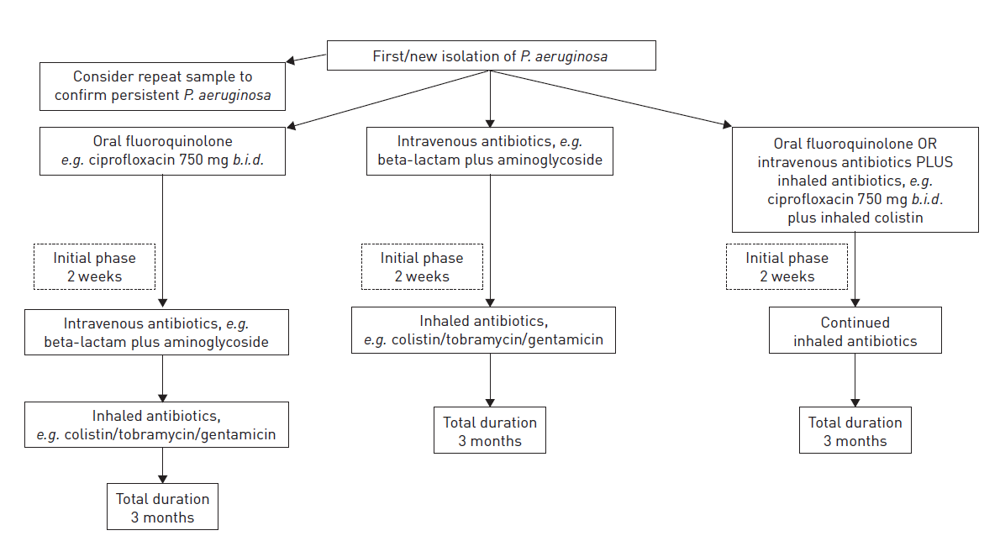 First/new isolation of P. aeruginosa
Consider repeat sample to
confirm persistent P. aeruginosa
Oral fluoroquinolone
e.g. ciprofloxacin 750 mg b.i.d.
Initial phase
2 weeks
Intravenous antibiotics, e.g.
beta-lactam plus aminoglycoside
Inhaled antibiotics,
e.g. colistin/tobramycin/gentamicin
Total duration
3 months
Intravenous antibiotics, e.g.
beta-lactam plus aminoglycoside
Initial phase
2 weeks
Inhaled antibiotics,
e.g. colistin/tobramycin/gentamicin
Total duration
3 months
Oral fluoroquinolone OR
intravenous antibiotics PLUS
inhaled antibiotics, e.g.
ciprofloxacin 750 mg b.i.d.
plus inhaled colistin
Initial phase
2 weeks
Continued
inhaled antibiotics
Total duration
3 months